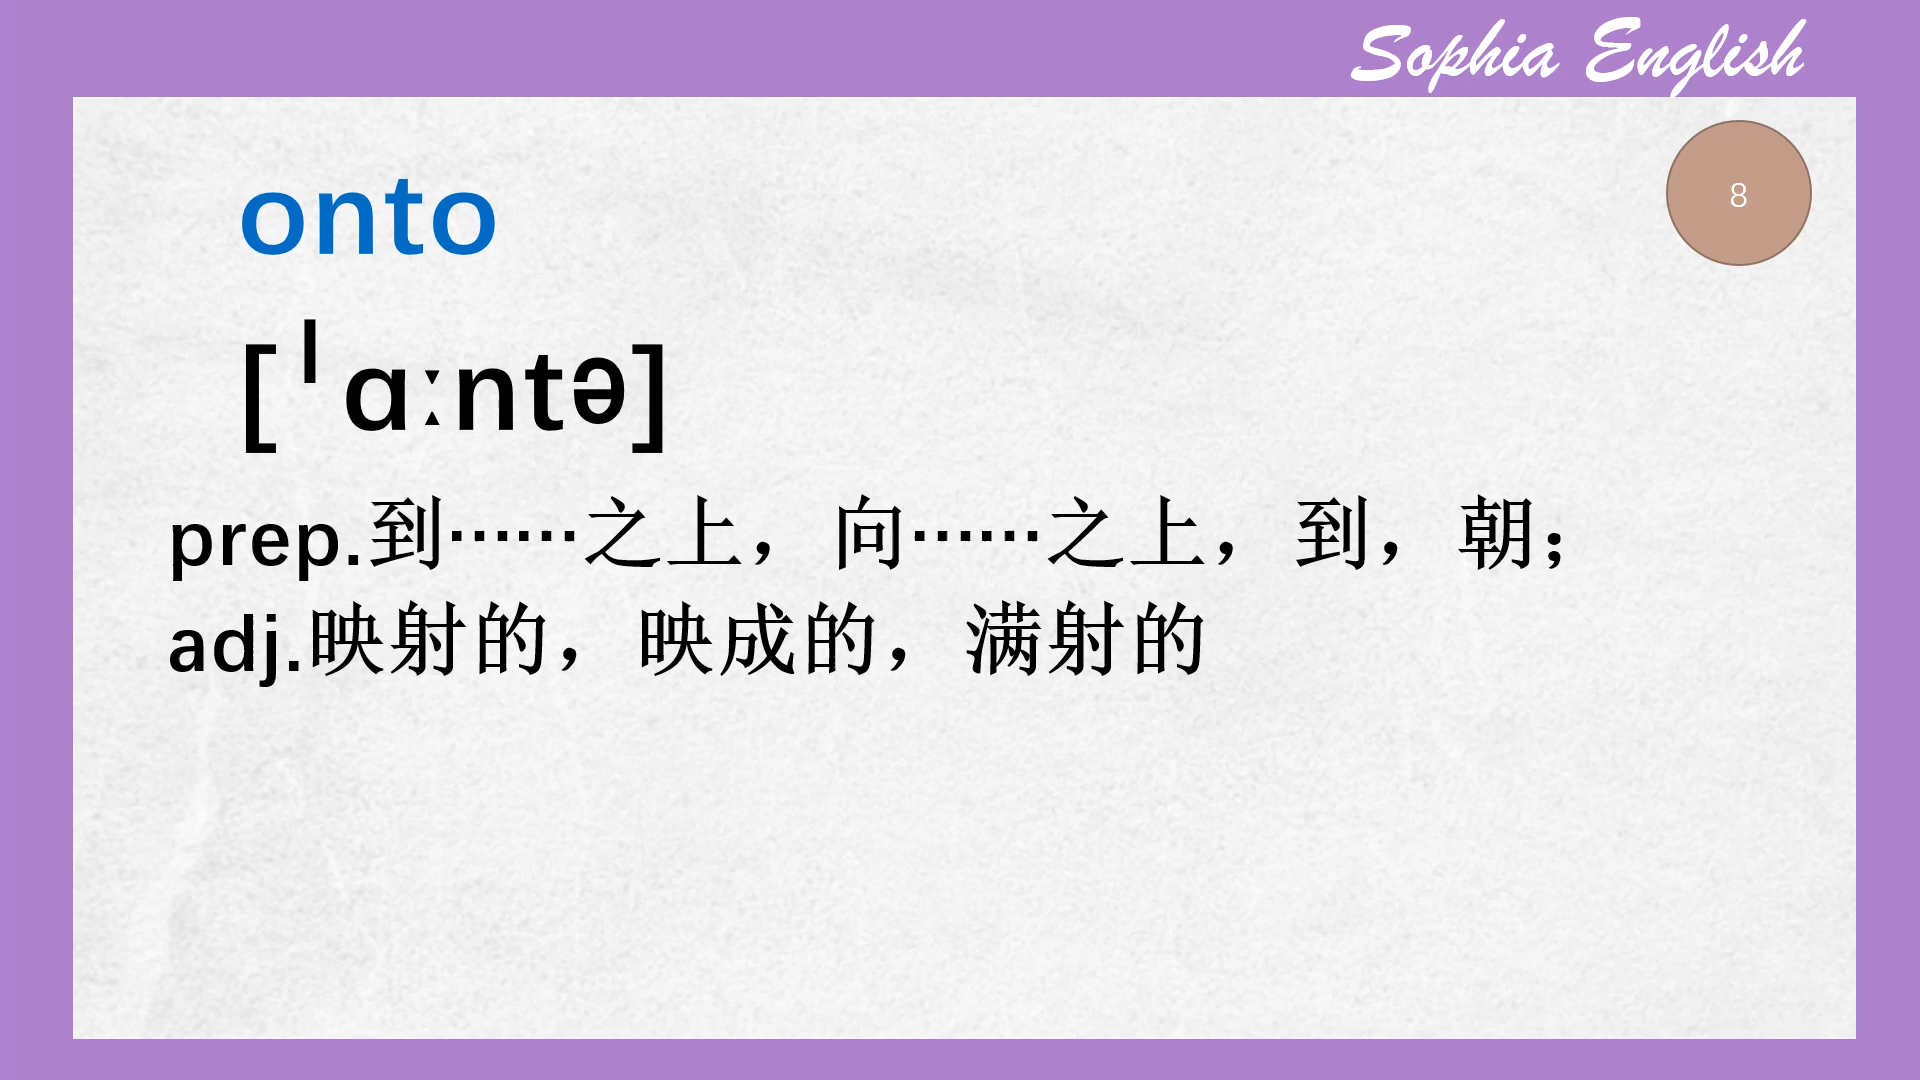 Sophia English
8
onto
[ˈɑːntə]
prep.到……之上，向……之上，到，朝；
adj.映射的，映成的，满射的